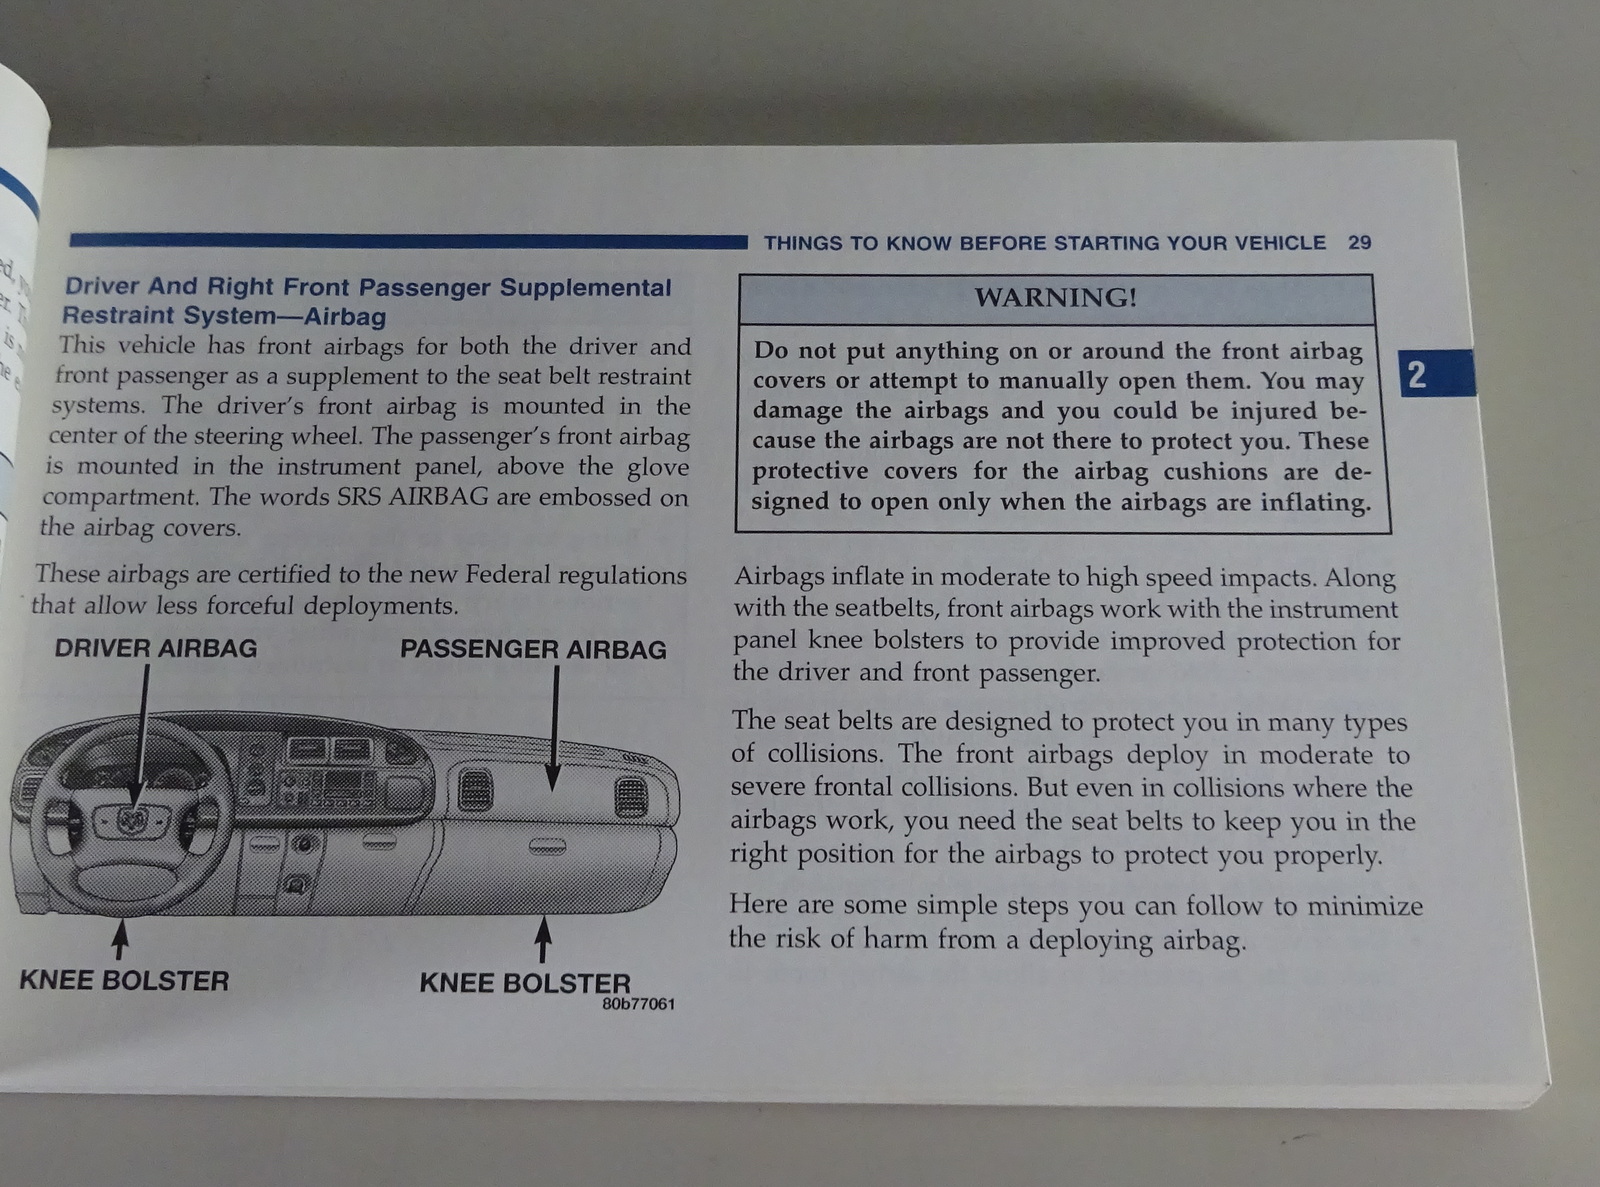 THINGS TO KNOW BEFORE STARTING YOUR VEHICLE 29
Driver And Right Front Passenger Supplemental
Restraint System—Airbag
This vehicle has front airbags for both the driver and
front passenger as a supplement to the seat belt restraint
systems. The driver's front airbag is mounted in the
center of the steering wheel. The passenger's front airbag
is mounted in the instrument panel, above the glove
compartment. The words SRS AIRBAG are embossed on
the airbag covers.
These airbags are certified to the new Federal regulations
that allow less forceful deployments.
DRIVER AIRBAG
PASSENGER AIRBAG
KNEE BOLSTER
KNEE BOLSTER
80b77061
WARNING!
Do not put anything on or around the front airbag
covers or attempt to manually open them. You may
damage the airbags and you could be injured be-
cause the airbags are not there to protect you. These
protective covers for the airbag cushions are de-
signed to open only when the airbags are inflating.
2
Airbags inflate in moderate to high speed impacts. Along
with the seatbelts, front airbags work with the instrument
panel knee bolsters to provide improved protection for
the driver and front passenger.
The seat belts are designed to protect you in many types
of collisions. The front airbags deploy in moderate to
severe frontal collisions. But even in collisions where the
airbags work, you need the seat belts to keep you in the
right position for the airbags to protect you properly.
Here are some simple steps you can follow to minimize
the risk of harm from a deploying airbag.